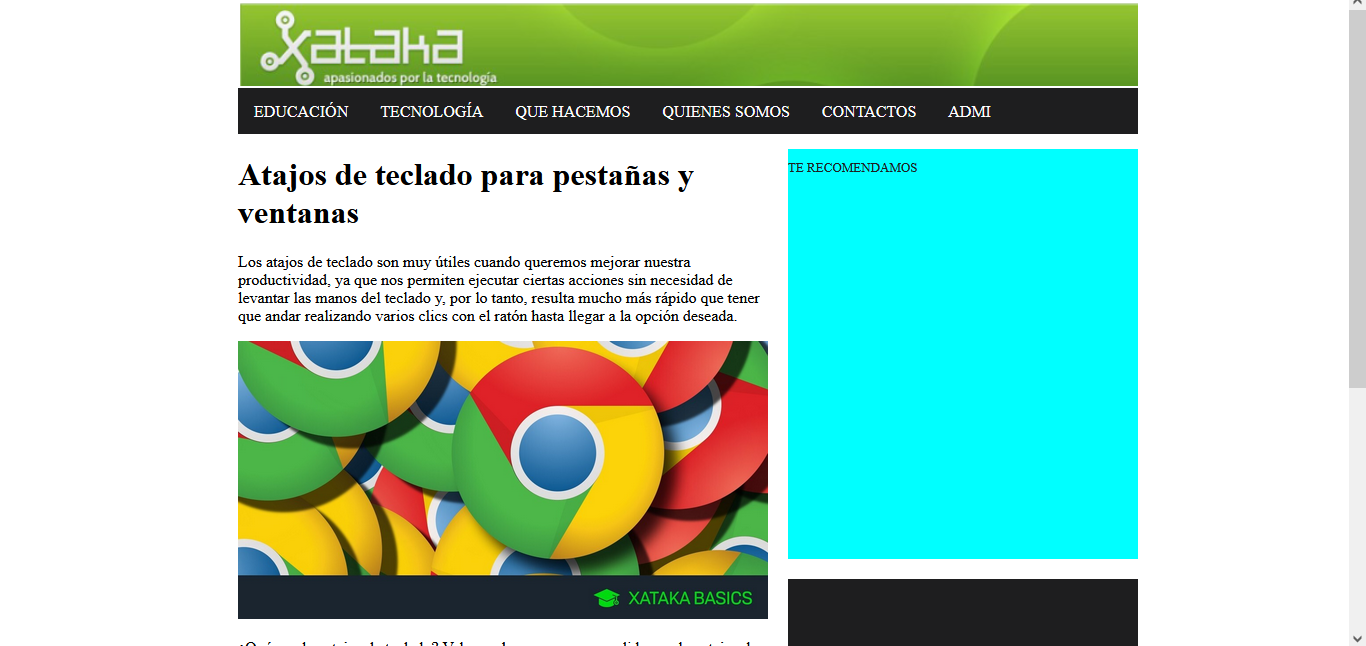 xataka
apasionados por la tecnología
EDUCACIÓN TECNOLOGÍA QUE HACEMOS QUIENES SOMOS CONTACTOS ADMI
Atajos de teclado para pestañas y
ventanas
Los atajos de teclado son muy útiles cuando queremos mejorar nuestra
productividad, ya que nos permiten ejecutar ciertas acciones sin necesidad de
levantar las manos del teclado y, por lo tanto, resulta mucho más rápido que tener
que andar realizando varios clics con el ratón hasta llegar a la opción deseada.
XATAKA BASICS
TE RECOMENDAMOS